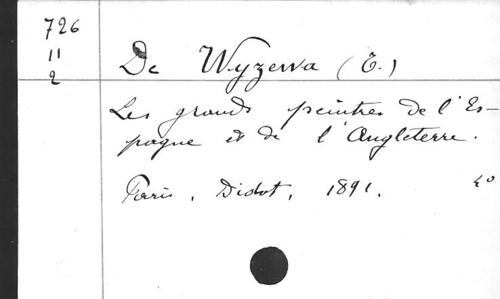 726
11
2
De Wyzewa (T.)
Les grands peintres de l'Es-
pagne et de l'Angleterre.
Paris, Didot, 1891. 4º